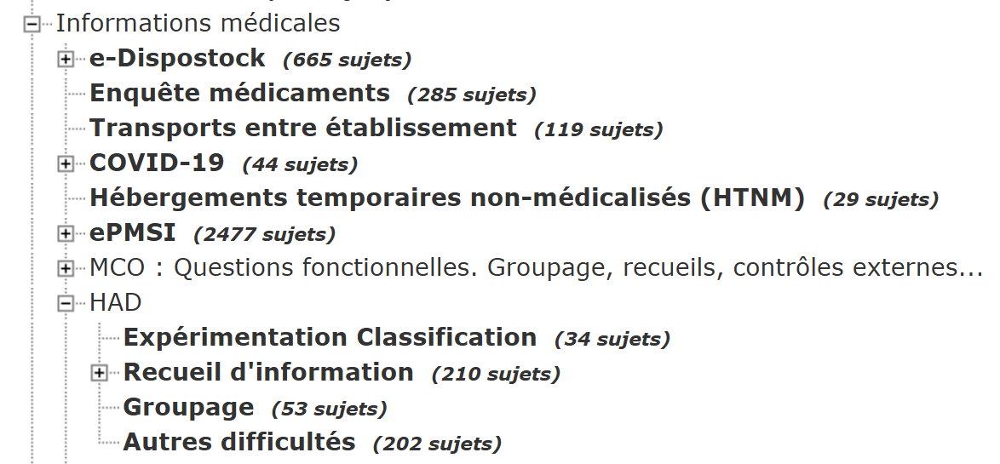 Informations médicales
e-Dispostock (665 sujets)
Enquête médicaments (285 sujets)
Transports entre établissement (119 sujets)
COVID-19 (44 sujets)
Hébergements temporaires non-médicalisés (HTNM) (29 sujets)
ePMSI (2477 sujets)
MCO : Questions fonctionnelles. Groupage, recueils, contrôles externes...
HAD
Expérimentation Classification (34 sujets)
Recueil d'information (210 sujets)
Groupage (53 sujets)
Autres difficultés (202 sujets)